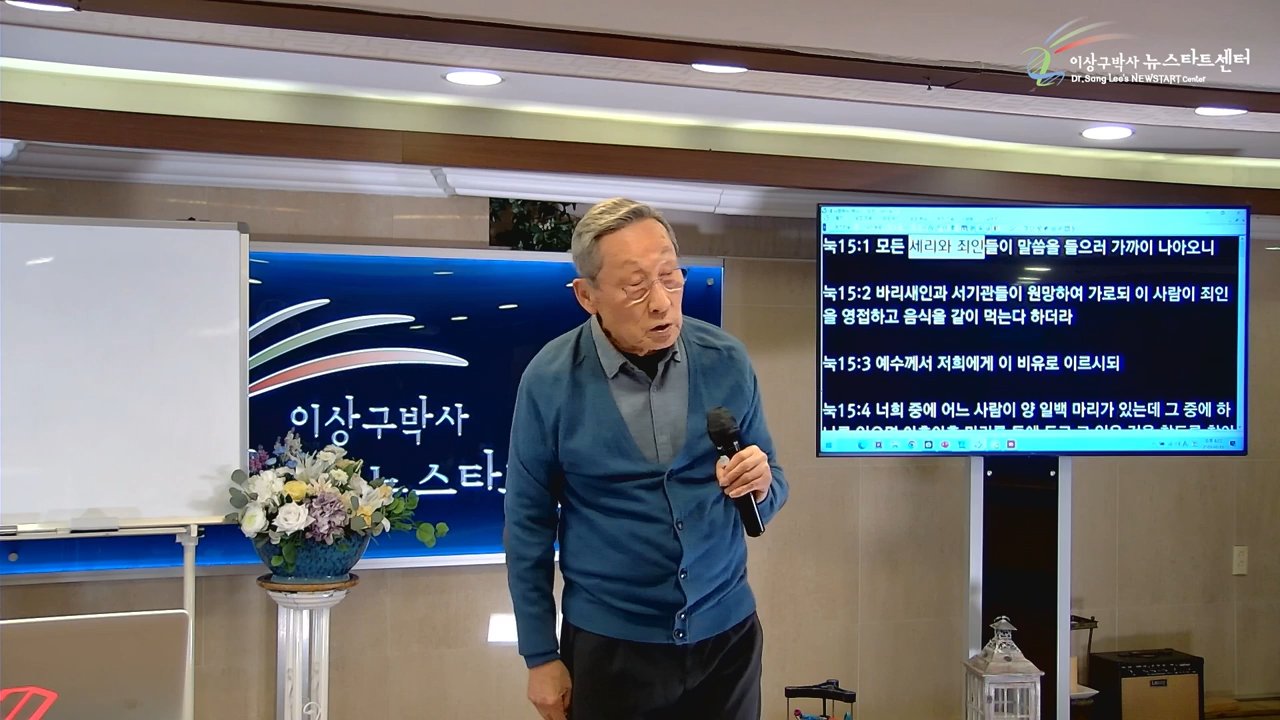 이상구박사 뉴스타트센터
Dr.Sang Lee's NEWSTART Center
눅15:1 모든 세리와 죄인들이 말씀을 들으러 가까이 나아오니
눅15:2 바리새인과 서기관들이 원망하여 가로되 이 사람이 죄인
을 영접하고 음식을 같이 먹는다 하더라
눅15:3 예수께서 저희에게 이 비유로 이르시되
눅15:4 너희 중에 어느 사람이 양 일백 마리가 있는데 그 중에 하
이상구박사
뉴스타